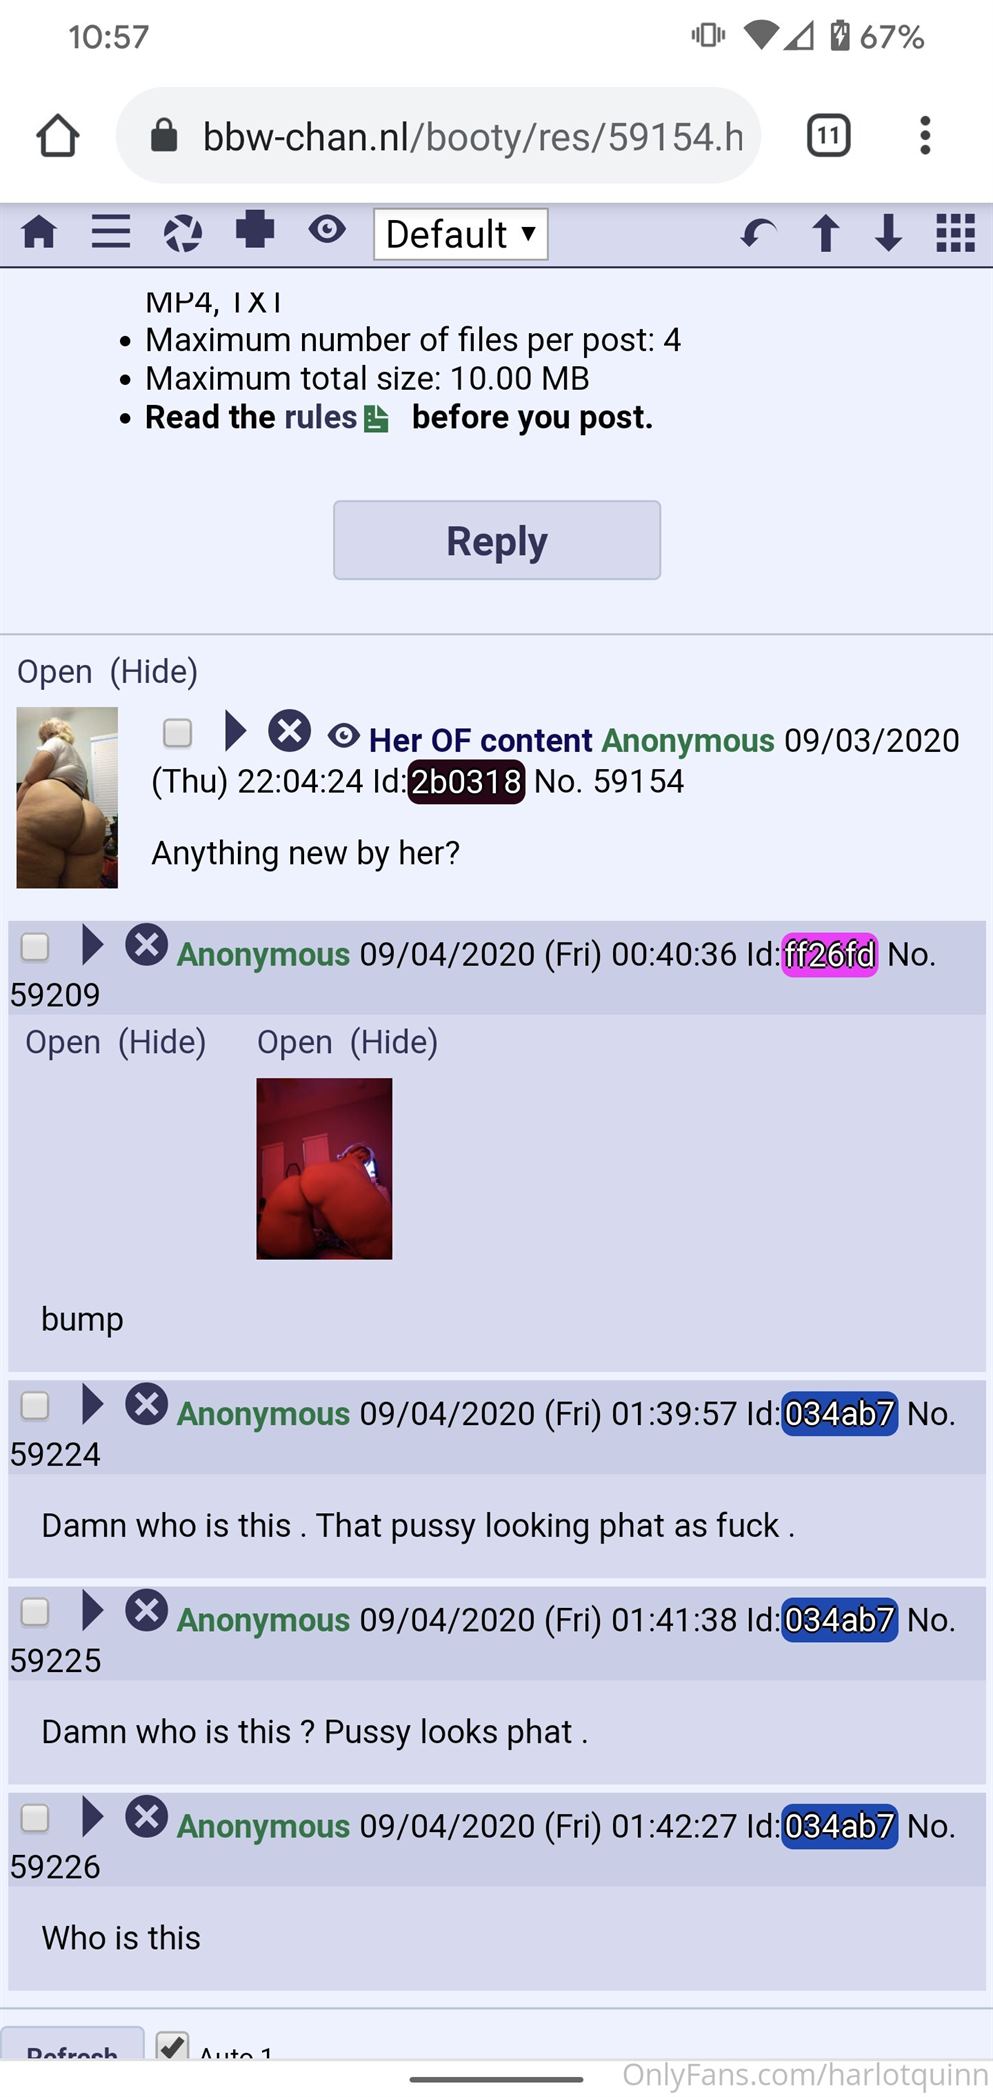 10:57
67%
bbw-chan.nl/booty/res/59154.h
11
Default
MP4, TXT
Maximum number of files per post: 4
Maximum total size: 10.00 MB
Read the rules before you post.
Reply
Open (Hide)
Her OF content Anonymous 09/03/2020
(Thu) 22:04:24 Id:2b0318 No. 59154
Anything new by her?
Anonymous 09/04/2020 (Fri) 00:40:36 Id:ff26fd No.
59209
Open (Hide) Open (Hide)
bump
Anonymous 09/04/2020 (Fri) 01:39:57 Id:034ab7 No.
59224
Damn who is this . That pussy looking phat as fuck .
Anonymous 09/04/2020 (Fri) 01:41:38 Id:034ab7 No.
59225
Damn who is this ? Pussy looks phat .
Anonymous 09/04/2020 (Fri) 01:42:27 Id:034ab7 No.
59226
Who is this
Refresh Auto 1
OnlyFans.com/harlotquinn